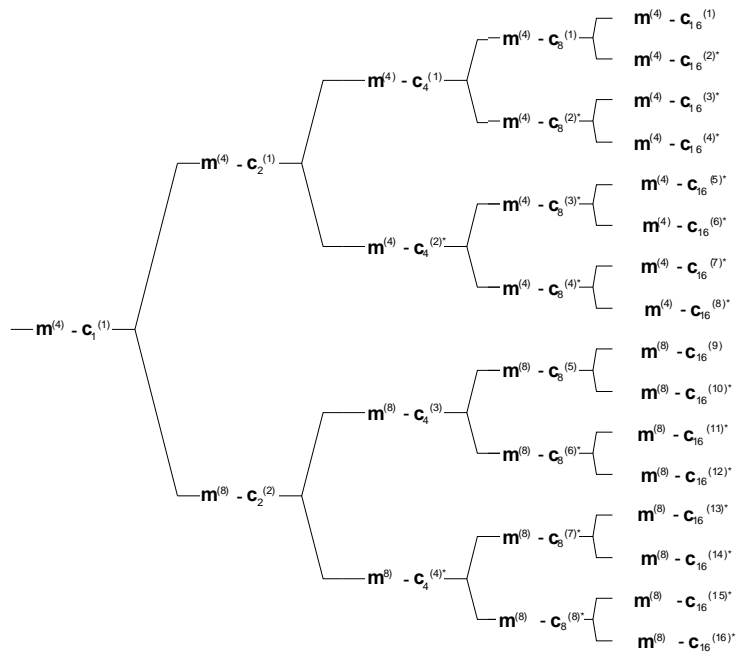 m(4) - c1(1)
m(4) - c2(1)
m(8) - c2(2)
m(4) - c4(1)
m(4) - c4(2)*
m(8) - c4(3)
m8) - c4(4)*
m(4) - c8(1)
m(4) - c8(2)*
m(4) - c8(3)*
m(4) - c8(4)*
m(8) - c8(5)
m(8) - c8(6)*
m(8) - c8(7)*
m(8) - c8(8)*
m(4) - c16(1)
m(4) - c16(2)*
m(4) - c16(3)*
m(4) - c16(4)*
m(4) - c16(5)*
m(4) - c16(6)*
m(4) - c16(7)*
m(4) - c16(8)*
m(8) - c16(9)
m(8) - c16(10)*
m(8) - c16(11)*
m(8) - c16(12)*
m(8) - c16(13)*
m(8) - c16(14)*
m(8) - c16(15)*
m(8) - c16(16)*